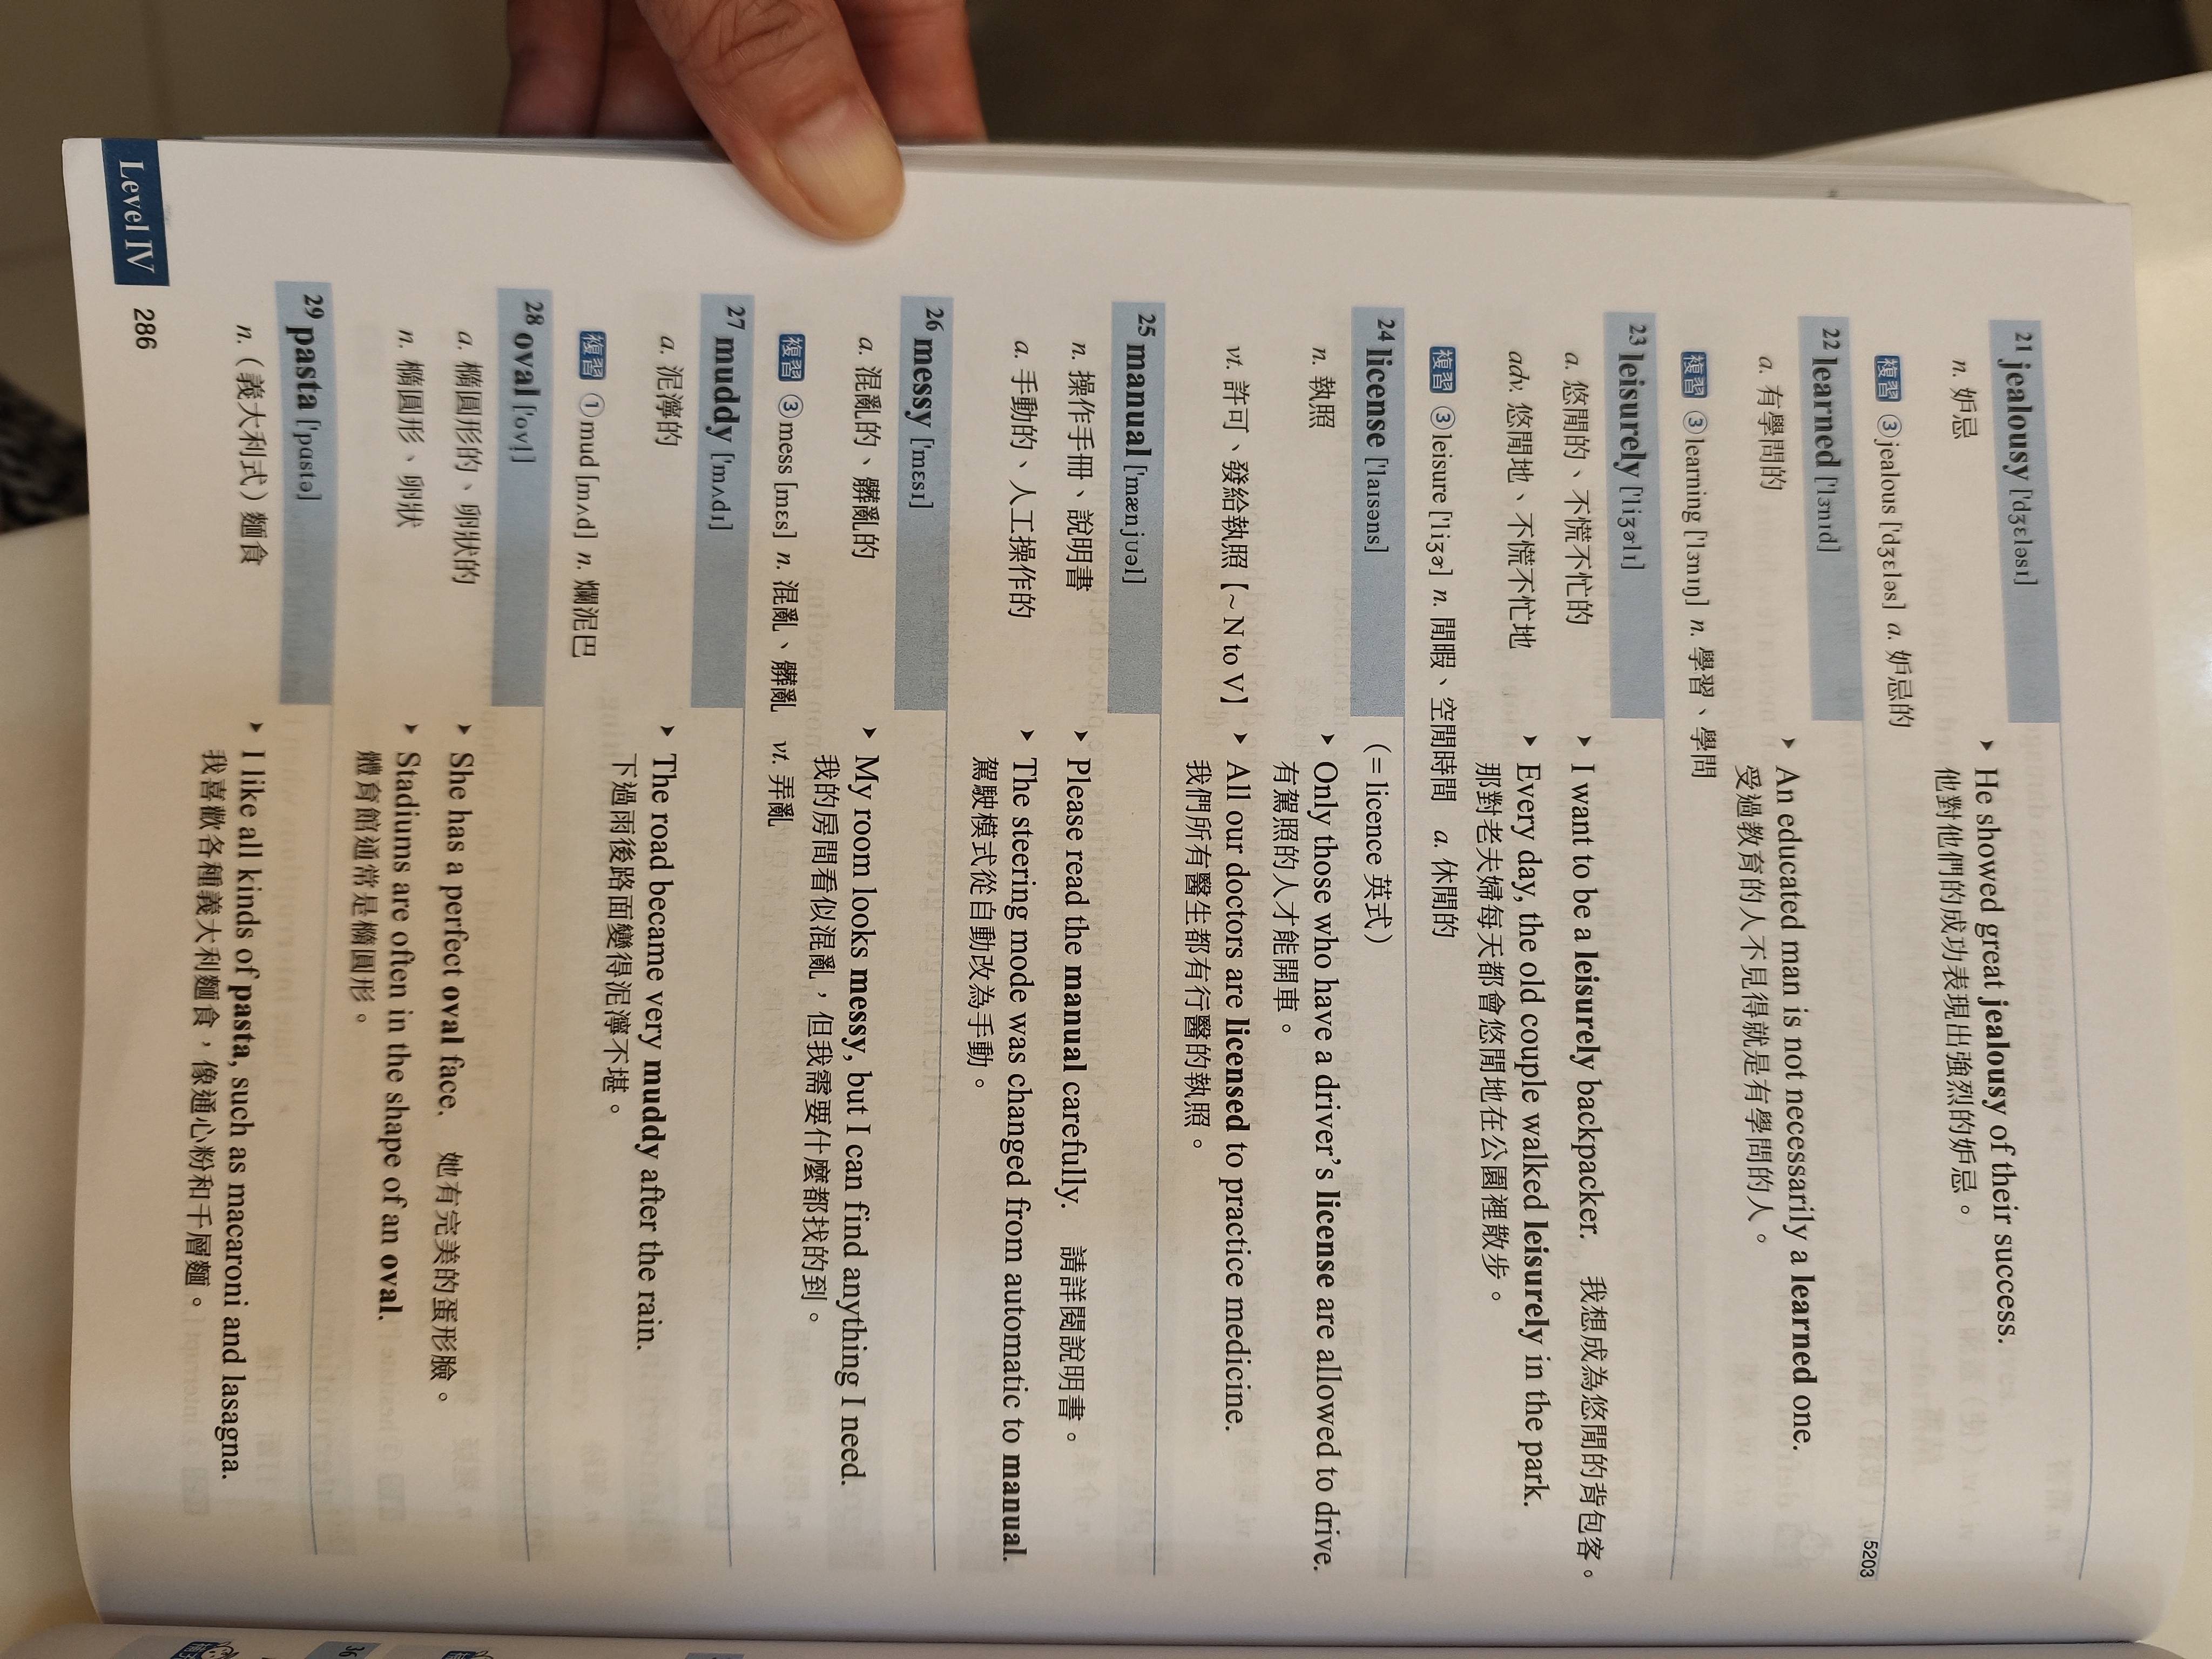 21 jealousy [ˈdʒɛləsɪ]
n. 妒忌
➤ He showed great jealousy of their success.
他對他們的成功表現出強烈的妒忌。
複習 ③ jealous [ˈdʒɛləs] a. 妒忌的
5203
22 learned [ˈlɜnɪd]
a. 有學問的
➤ An educated man is not necessarily a learned one.
受過教育的人不見得就是有學問的人。
複習 ③ learning [ˈlɜnɪŋ] n. 學習、學問
23 leisurely [ˈliʒɚlɪ]
a. 悠閒的、不慌不忙的
➤ I want to be a leisurely backpacker. 我想成為悠閒的背包客。
adv. 悠閒地、不慌不忙地
➤ Every day, the old couple walked leisurely in the park.
那對老夫婦每天都會悠閒地在公園裡散步。
複習 ③ leisure [ˈliʒɚ] n. 閒暇、空閒時間 a. 休閒的
24 license [ˈlaɪsəns]
(= licence 英式)
n. 執照
➤ Only those who have a driver's license are allowed to drive.
有駕照的人才能開車。
vt. 許可、發給執照【~ N to V】
➤ All our doctors are licensed to practice medicine.
我們所有醫生都有行醫的執照。
25 manual [ˈmænjuəl]
n. 操作手冊、說明書
➤ Please read the manual carefully. 請詳閱說明書。
a. 手動的、人工操作的
➤ The steering mode was changed from automatic to manual.
駕駛模式從自動改為手動。
26 messy [ˈmɛsɪ]
a. 混亂的、髒亂的
➤ My room looks messy, but I can find anything I need.
我的房間看似混亂，但我需要什麼都找的到。
複習 ③ mess [mɛs] n. 混亂、髒亂 vt. 弄亂
27 muddy [ˈmʌdɪ]
a. 泥濘的
➤ The road became very muddy after the rain.
下過雨後路面變得泥濘不堪。
複習 ① mud [mʌd] n. 爛泥巴
28 oval [ˈovl̩]
a. 橢圓形的、卵狀的
➤ She has a perfect oval face. 她有完美的蛋形臉。
n. 橢圓形、卵狀
➤ Stadiums are often in the shape of an oval.
體育館通常是橢圓形。
29 pasta [ˈpɑstə]
n.（義大利式）麵食
➤ I like all kinds of pasta, such as macaroni and lasagna.
我喜歡各種義大利麵食，像通心粉和千層麵。
Level IV 286
36